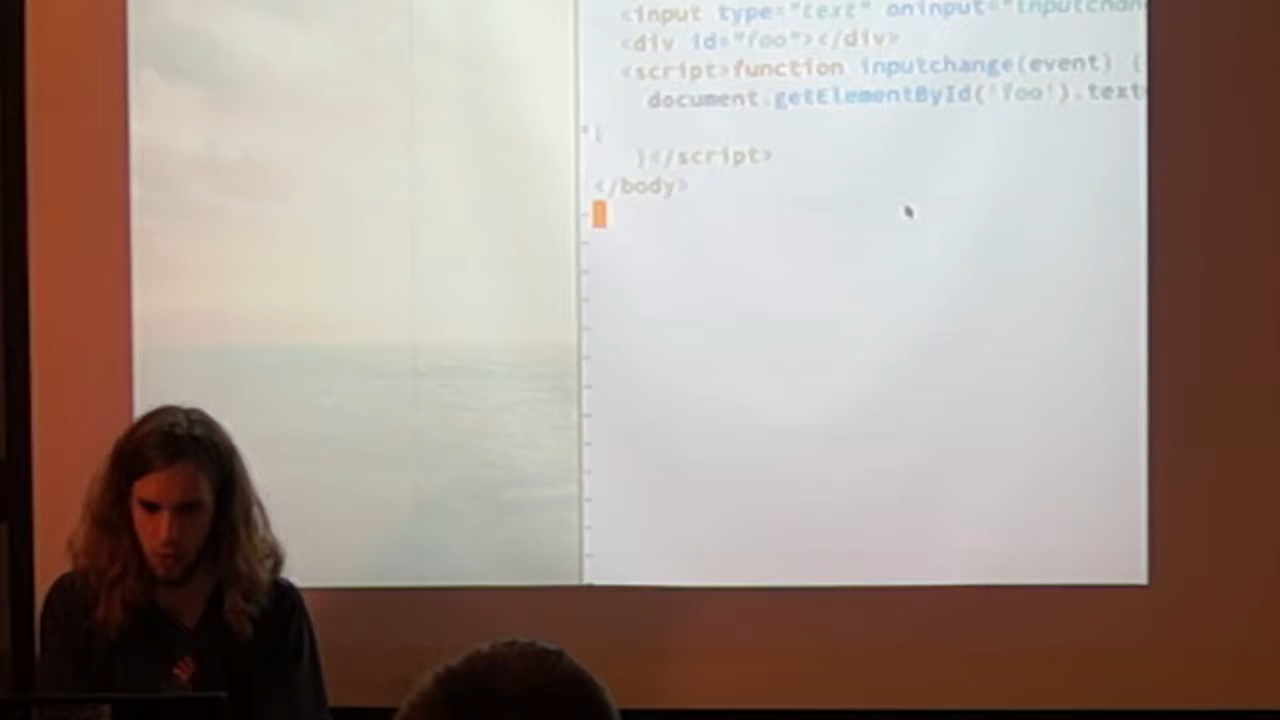 <input type="text" oninput="inputchan
<div id="foo"></div>
<script>function inputchange(event) {
document.getElementById('foo').text
}</script>
</body>